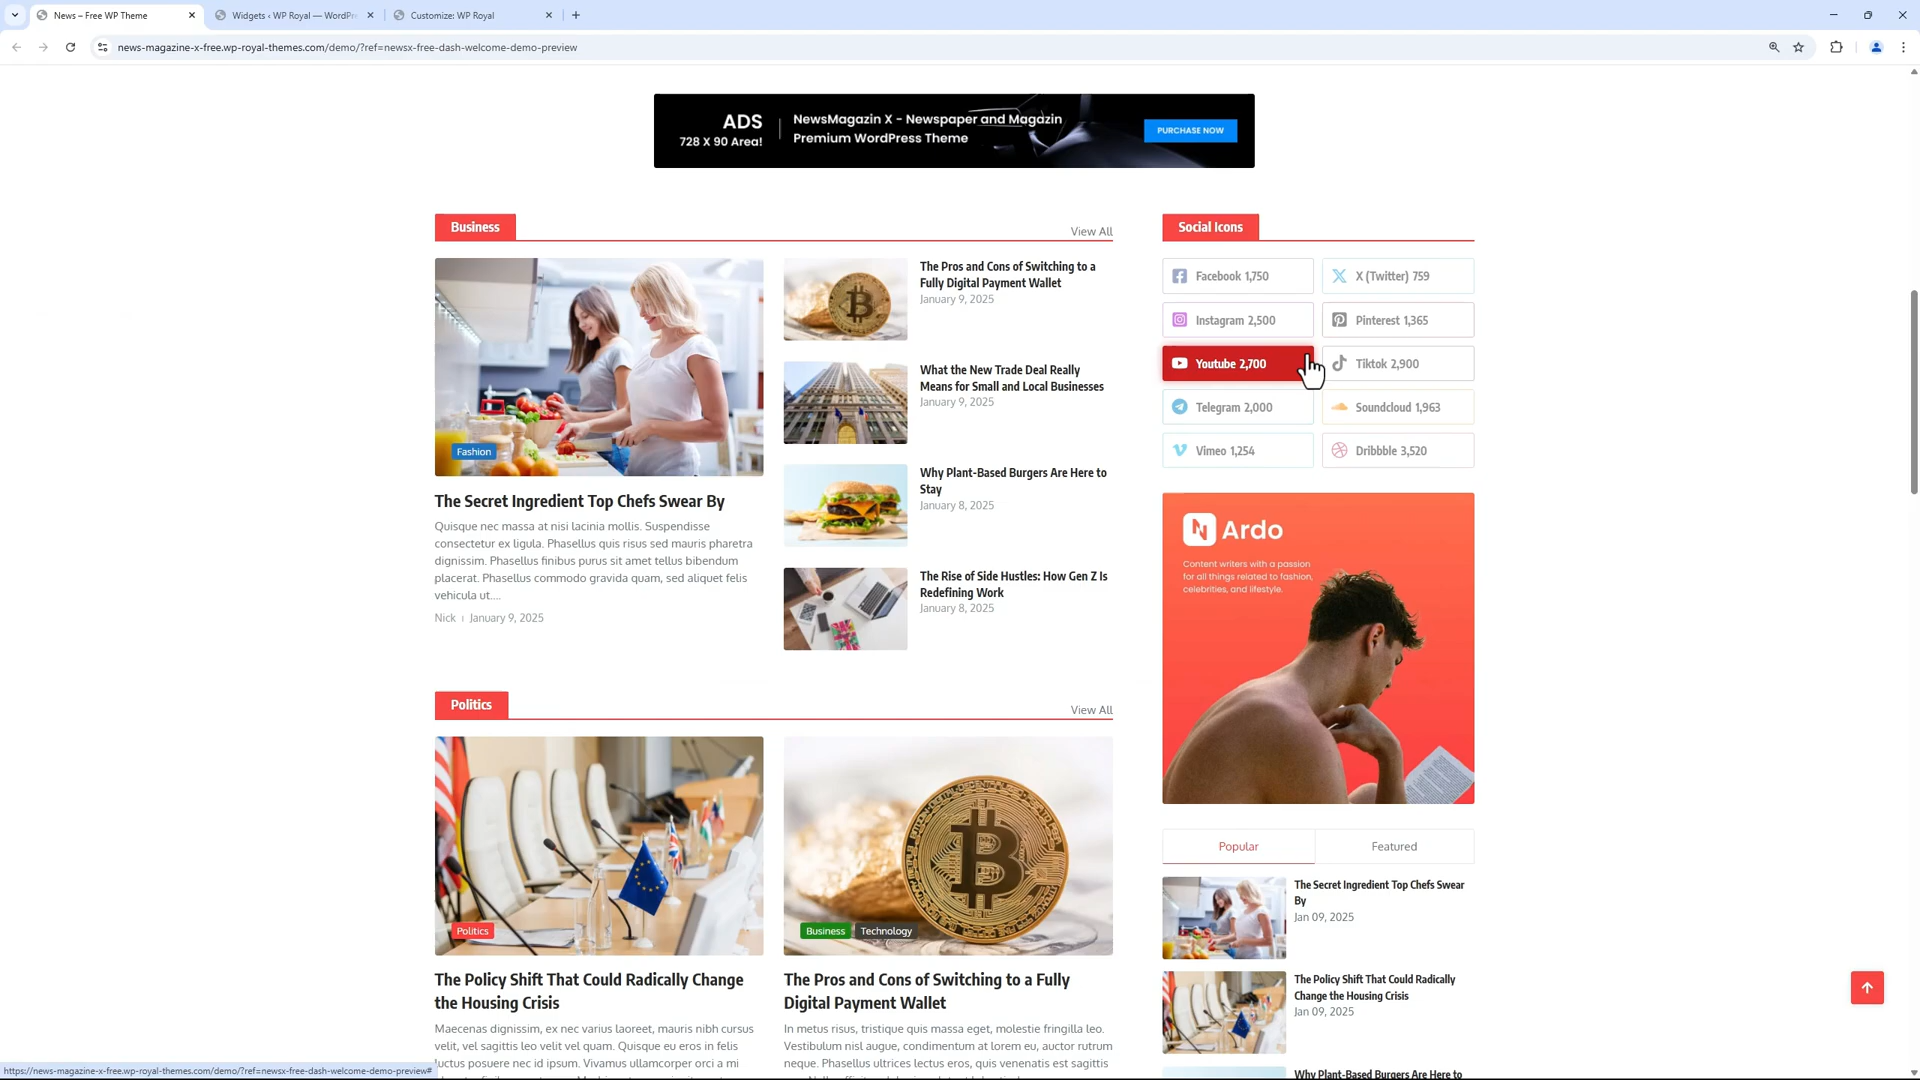 News – Free WP Theme
Widgets ‹ WP Royal — WordPr
Customize: WP Royal
news-magazine-x-free.wp-royal-themes.com/demo/?ref=newsx-free-dash-welcome-demo-preview
ADS
728 X 90 Area!
NewsMagazin X - Newspaper and Magazin
Premium WordPress Theme
PURCHASE NOW
Business
View All
Fashion
The Secret Ingredient Top Chefs Swear By
Quisque nec massa at nisi lacinia mollis. Suspendisse
consectetur ex ligula. Phasellus quis risus sed mauris pharetra
dignissim. Phasellus finibus purus sit amet tellus bibendum
placerat. Phasellus commodo gravida quam, sed aliquet felis
vehicula ut....
Nick
January 9, 2025
The Pros and Cons of Switching to a
Fully Digital Payment Wallet
January 9, 2025
What the New Trade Deal Really
Means for Small and Local Businesses
January 9, 2025
Why Plant-Based Burgers Are Here to
Stay
January 8, 2025
The Rise of Side Hustles: How Gen Z Is
Redefining Work
January 8, 2025
Social Icons
Facebook 1,750
X (Twitter) 759
Instagram 2,500
Pinterest 1,365
Youtube 2,700
Tiktok 2,900
Telegram 2,000
Soundcloud 1,963
Vimeo 1,254
Dribbble 3,520
Ardo
Content writers with a passion
for all things related to fashion,
celebrities, and lifestyle.
Politics
View All
Politics
The Policy Shift That Could Radically Change
the Housing Crisis
Maecenas dignissim, ex nec varius laoreet, mauris nibh cursus
velit, vel sagittis leo velit vel quam. Quisque eu eros in felis
luctus posuere nec id ipsum. Vivamus ullamcorper orci a mi
Business
Technology
The Pros and Cons of Switching to a Fully
Digital Payment Wallet
In metus risus, tristique quis massa eget, molestie fringilla leo.
Vestibulum nisl augue, condimentum at lorem eu, auctor rutrum
neque. Phasellus ultrices lectus eros, quis venenatis est sagittis
Popular
Featured
The Secret Ingredient Top Chefs Swear
By
Jan 09, 2025
The Policy Shift That Could Radically
Change the Housing Crisis
Jan 09, 2025
Why Plant-Based Burgers Are Here to
https://news-magazine-x-free.wp-royal-themes.com/demo/?ref=newsx-free-dash-welcome-demo-preview#